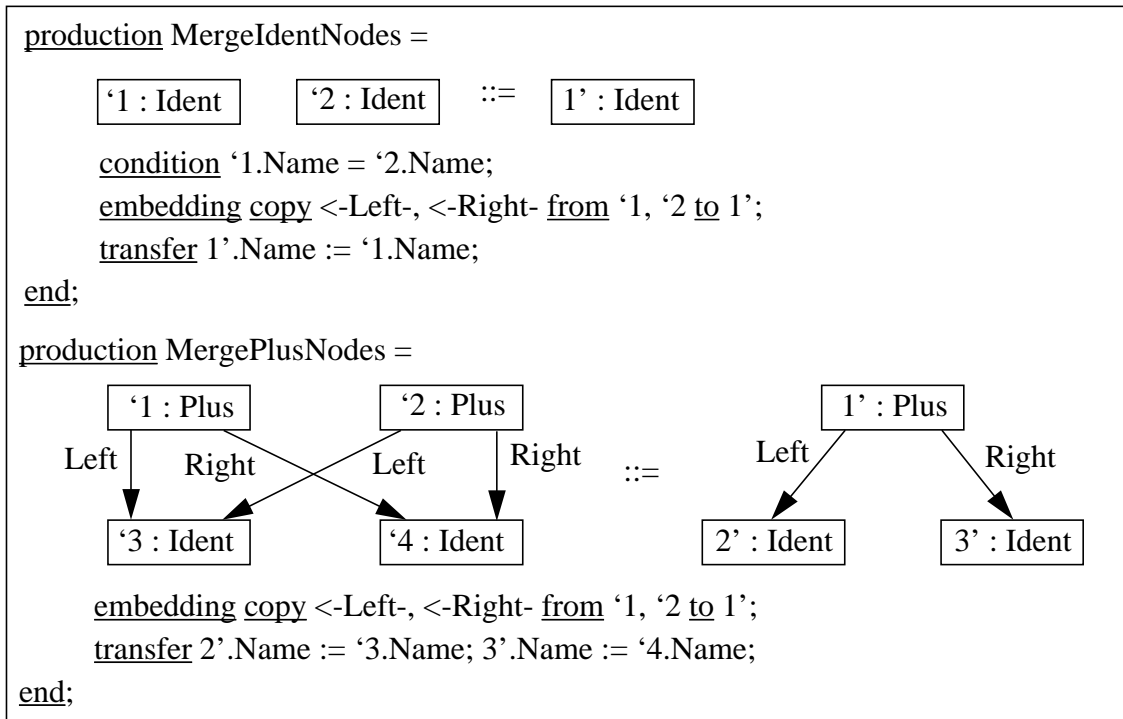 production MergeIdentNodes =
‘1 : Ident ‘2 : Ident ::= 1’ : Ident
condition ‘1.Name = ‘2.Name;
embedding copy <-Left-, <-Right- from ‘1, ‘2 to 1’;
transfer 1’.Name := ‘1.Name;
end;
production MergePlusNodes =
‘1 : Plus ‘2 : Plus 1’ : Plus
Left Right Left Right ::= Left Right
‘3 : Ident ‘4 : Ident 2’ : Ident 3’ : Ident
embedding copy <-Left-, <-Right- from ‘1, ‘2 to 1’;
transfer 2’.Name := ‘3.Name; 3’.Name := ‘4.Name;
end;